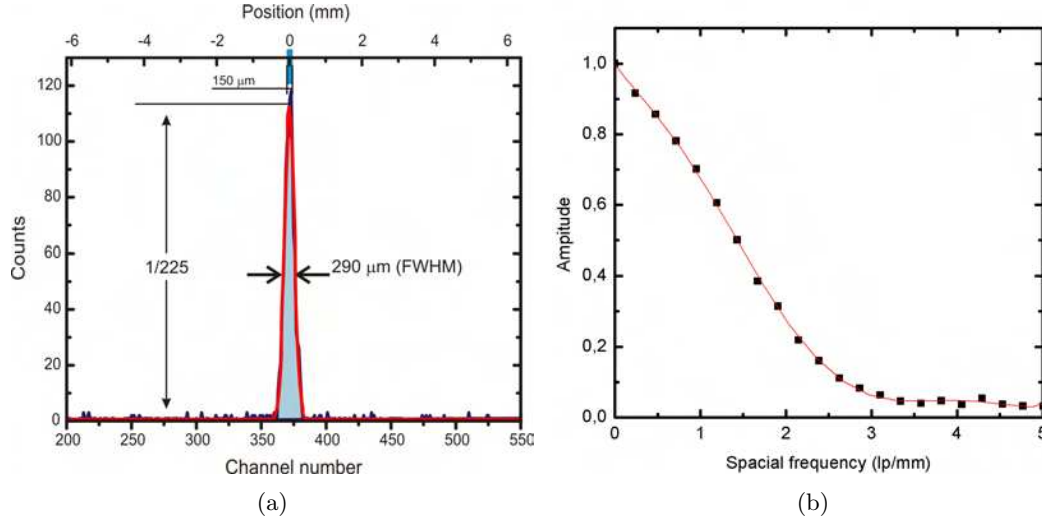 Position (mm)
-6 -4 -2 0 2 4 6
120
100
80
60
40
20
0
Counts
150 μm
1/225
290 μm (FWHM)
200 250 300 350 400 450 500 550
Channel number
(a)
1,0
0,8
0,6
0,4
0,2
0,0
Ampitude
0 1 2 3 4 5
Spacial frequency (lp/mm)
(b)